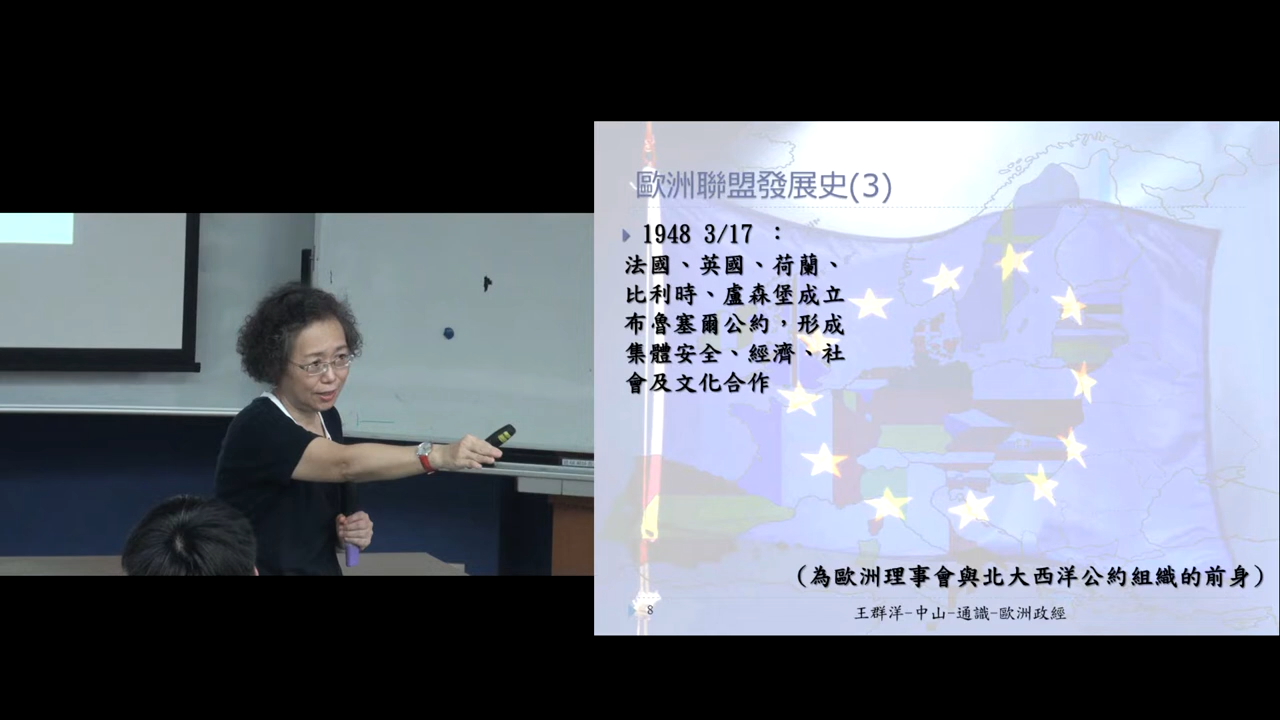 歐洲聯盟發展史(3)
1948 3/17 :
法國、英國、荷蘭、
比利時、盧森堡成立
布魯塞爾公約，形成
集體安全、經濟、社
會及文化合作
(為歐洲理事會與北大西洋公約組織的前身)
8
王群洋-中山-通識-歐洲政經